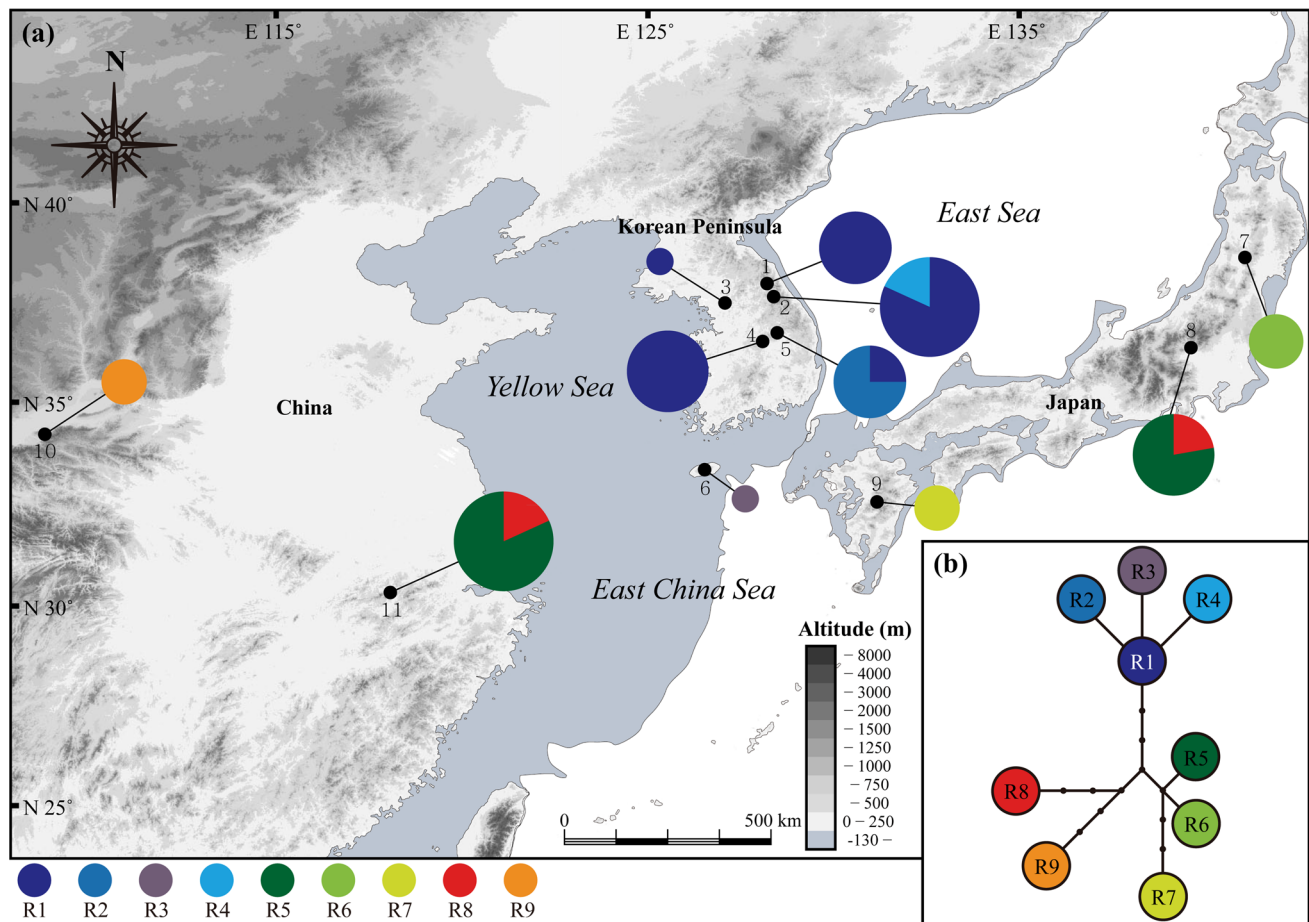 (a)
E 115°
E 125°
E 135°
N
N 40°
N 35°
N 30°
N 25°
Korean Peninsula
East Sea
Yellow Sea
China
Japan
East China Sea
1
2
3
4
5
6
7
8
9
10
11
Altitude (m)
– 8000
– 4000
– 3000
– 2000
– 1500
– 1250
– 1000
– 750
– 500
0 – 250
-130 –
0
500 km
(b)
R3
R2
R4
R1
R5
R8
R6
R9
R7
R1 R2 R3 R4 R5 R6 R7 R8 R9